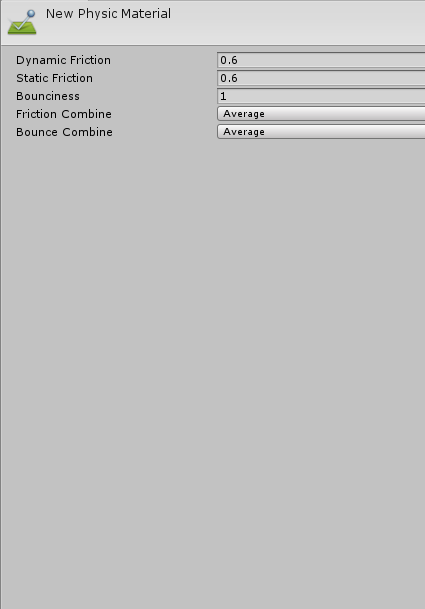 New Physic Material
Dynamic Friction 0.6
Static Friction 0.6
Bounciness 1
Friction Combine Average
Bounce Combine Average